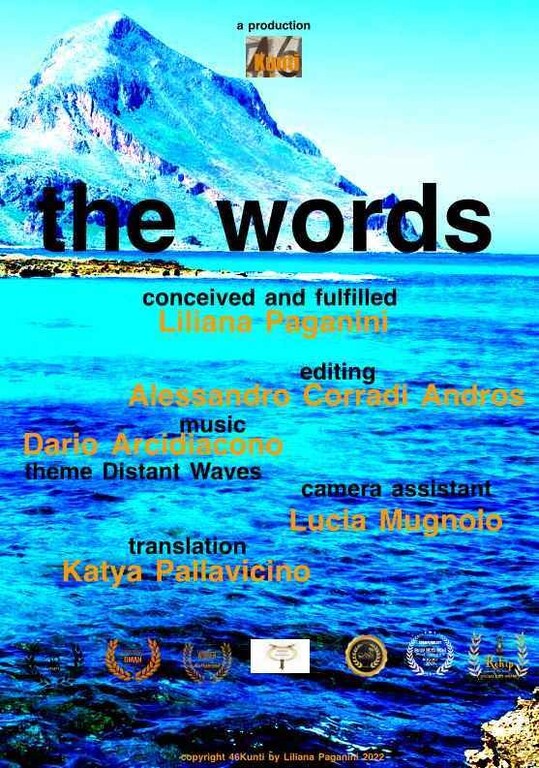 a production
46
Kunti
the words
conceived and fulfilled
Liliana Paganini
editing
Alessandro Corradi Andros
music
Dario Arcidiacono
theme Distant Waves
camera assistant
Lucia Mugnolo
translation
Katya Pallavicino
copyright 46Kunti by Liliana Paganini 2022